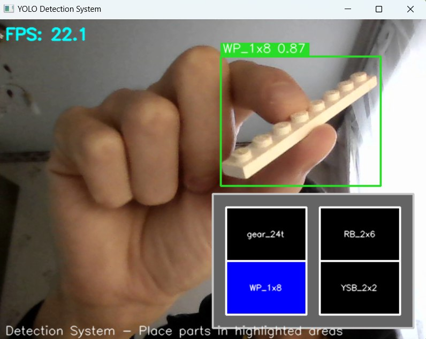 YOLO Detection System
FPS: 22.1
WP_1x8 0.87
gear_24t
RB_2x6
WP_1x8
YSB_2x2
Detection System - Place parts in highlighted areas